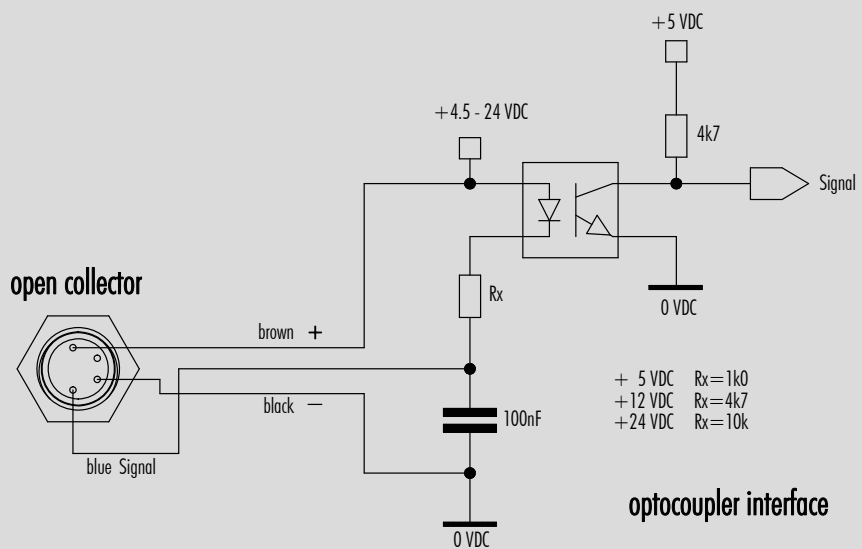 +5 VDC
+4.5 - 24 VDC
4k7
Signal
open collector
Rx
0 VDC
brown +
+ 5 VDC Rx=1k0
black —
+12 VDC Rx=4k7
100nF
+24 VDC Rx=10k
blue Signal
optocoupler interface
0 VDC